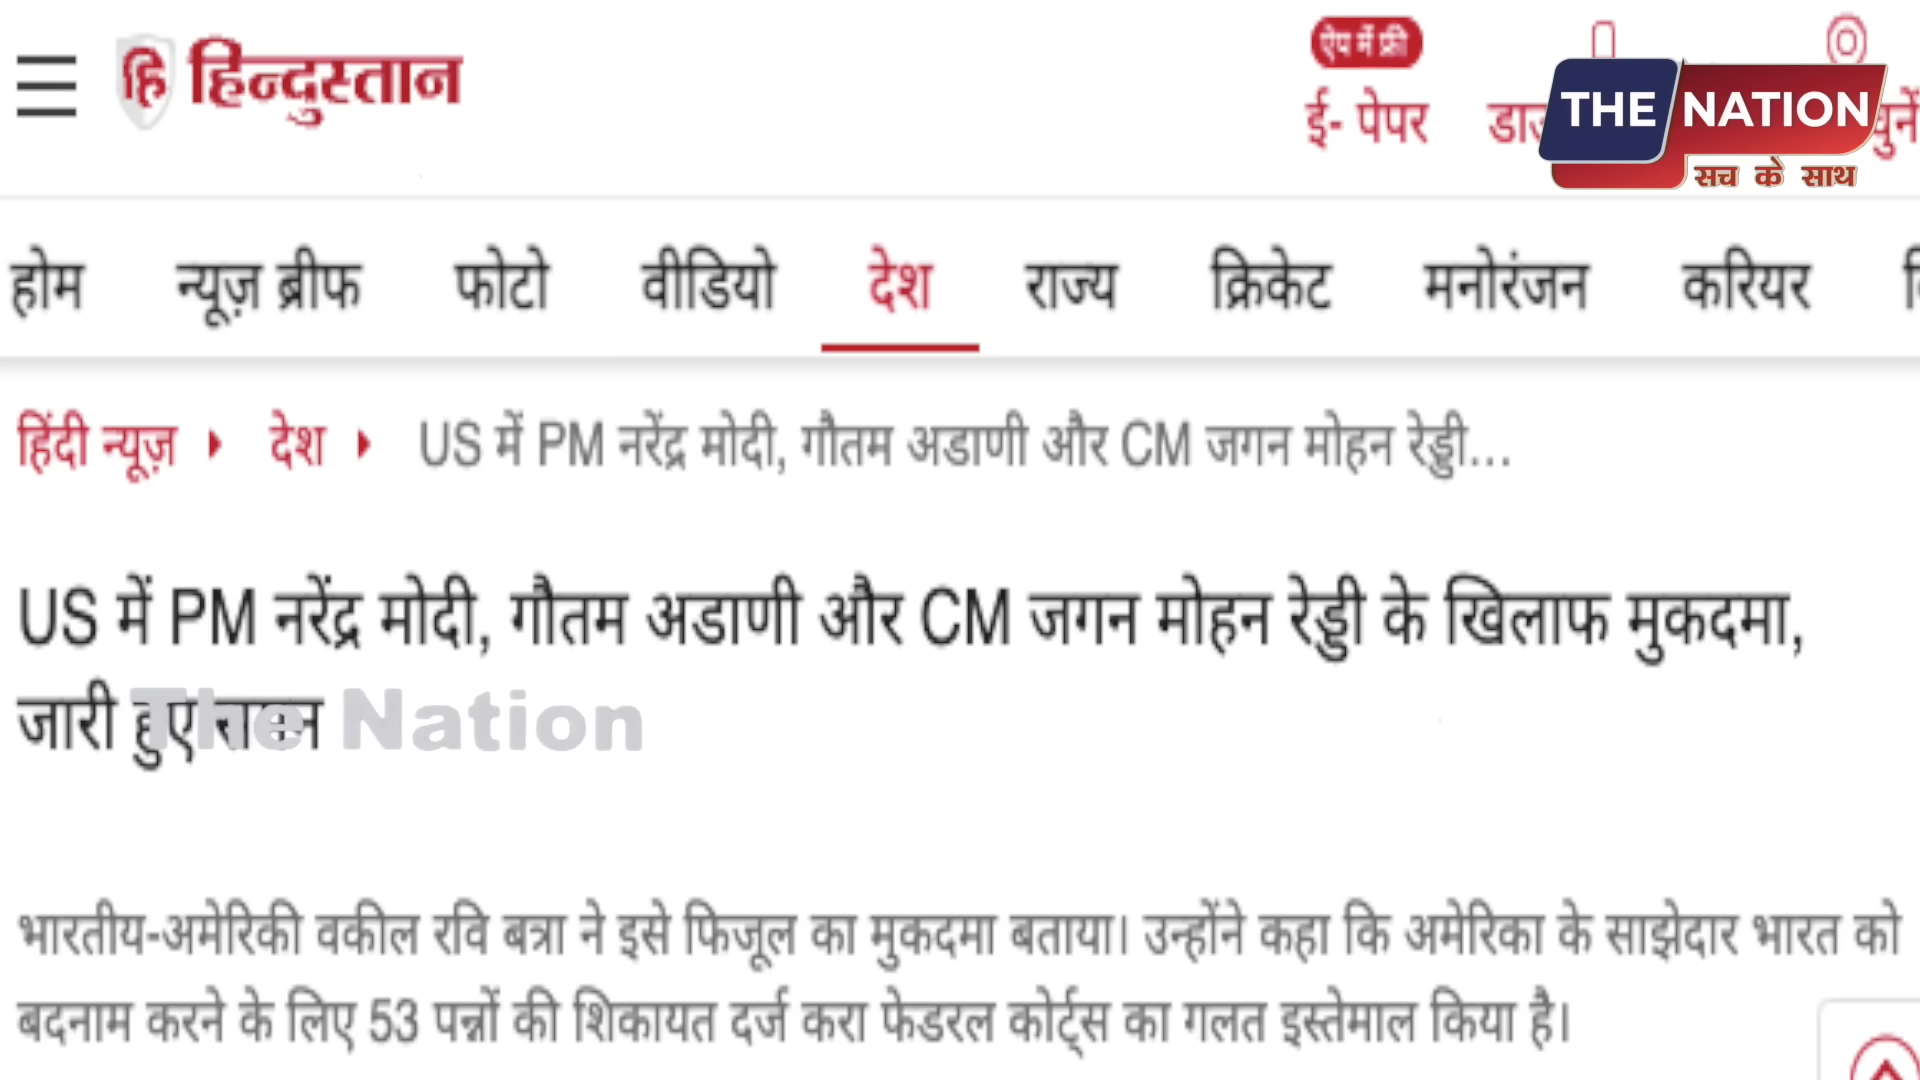 हि हिन्दुस्तान
ऐप में फ्री
ई- पेपर
THE NATION
सच के साथ
होम न्यूज़ ब्रीफ फोटो वीडियो देश राज्य क्रिकेट मनोरंजन करियर
हिंदी न्यूज़ देश US में PM नरेंद्र मोदी, गौतम अडाणी और CM जगन मोहन रेड्डी...
US में PM नरेंद्र मोदी, गौतम अडाणी और CM जगन मोहन रेड्डी के खिलाफ मुकदमा,
जारी हुए समन
The Nation
भारतीय-अमेरिकी वकील रवि बत्रा ने इसे फिजूल का मुकदमा बताया। उन्होंने कहा कि अमेरिका के साझेदार भारत को
बदनाम करने के लिए 53 पन्नों की शिकायत दर्ज करा फेडरल कोर्ट्स का गलत इस्तेमाल किया है।